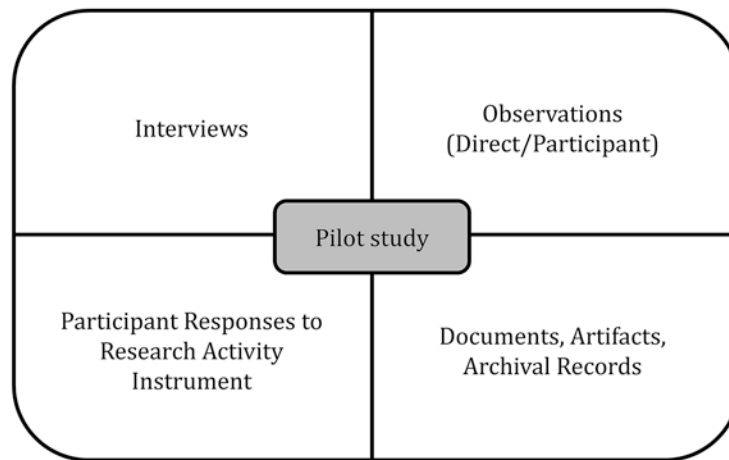 Interviews
Observations
(Direct/Participant)
Pilot study
Participant Responses to
Research Activity
Instrument
Documents, Artifacts,
Archival Records